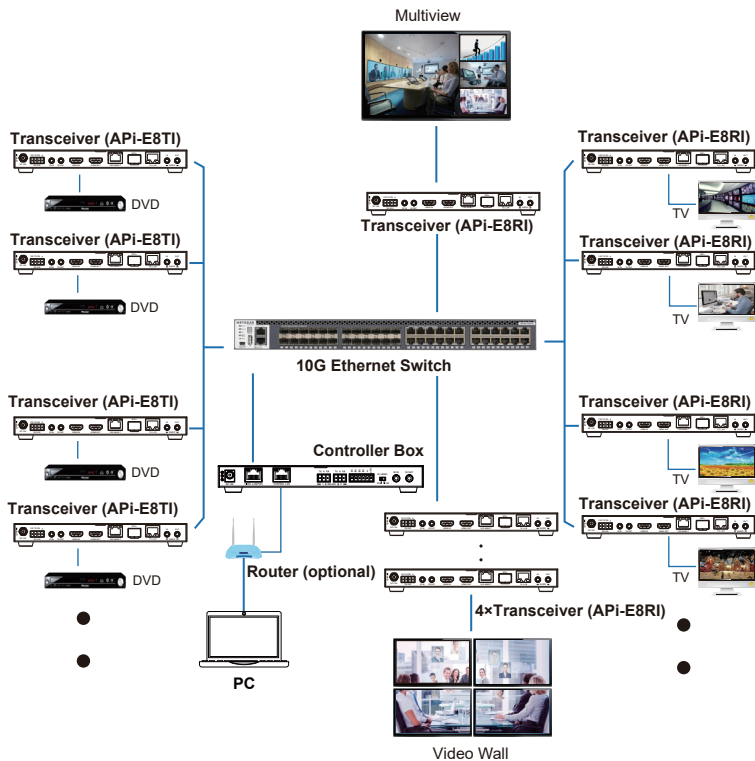 Multiview
Transceiver (APi-E8TI)
DVD
Transceiver (APi-E8TI)
DVD
Transceiver (APi-E8RI)
Transceiver (APi-E8RI)
TV
Transceiver (APi-E8RI)
TV
NETGEAR
10G Ethernet Switch
Transceiver (APi-E8TI)
DVD
Transceiver (APi-E8TI)
DVD
Controller Box
Router (optional)
PC
Transceiver (APi-E8RI)
TV
Transceiver (APi-E8RI)
TV
4×Transceiver (APi-E8RI)
Video Wall